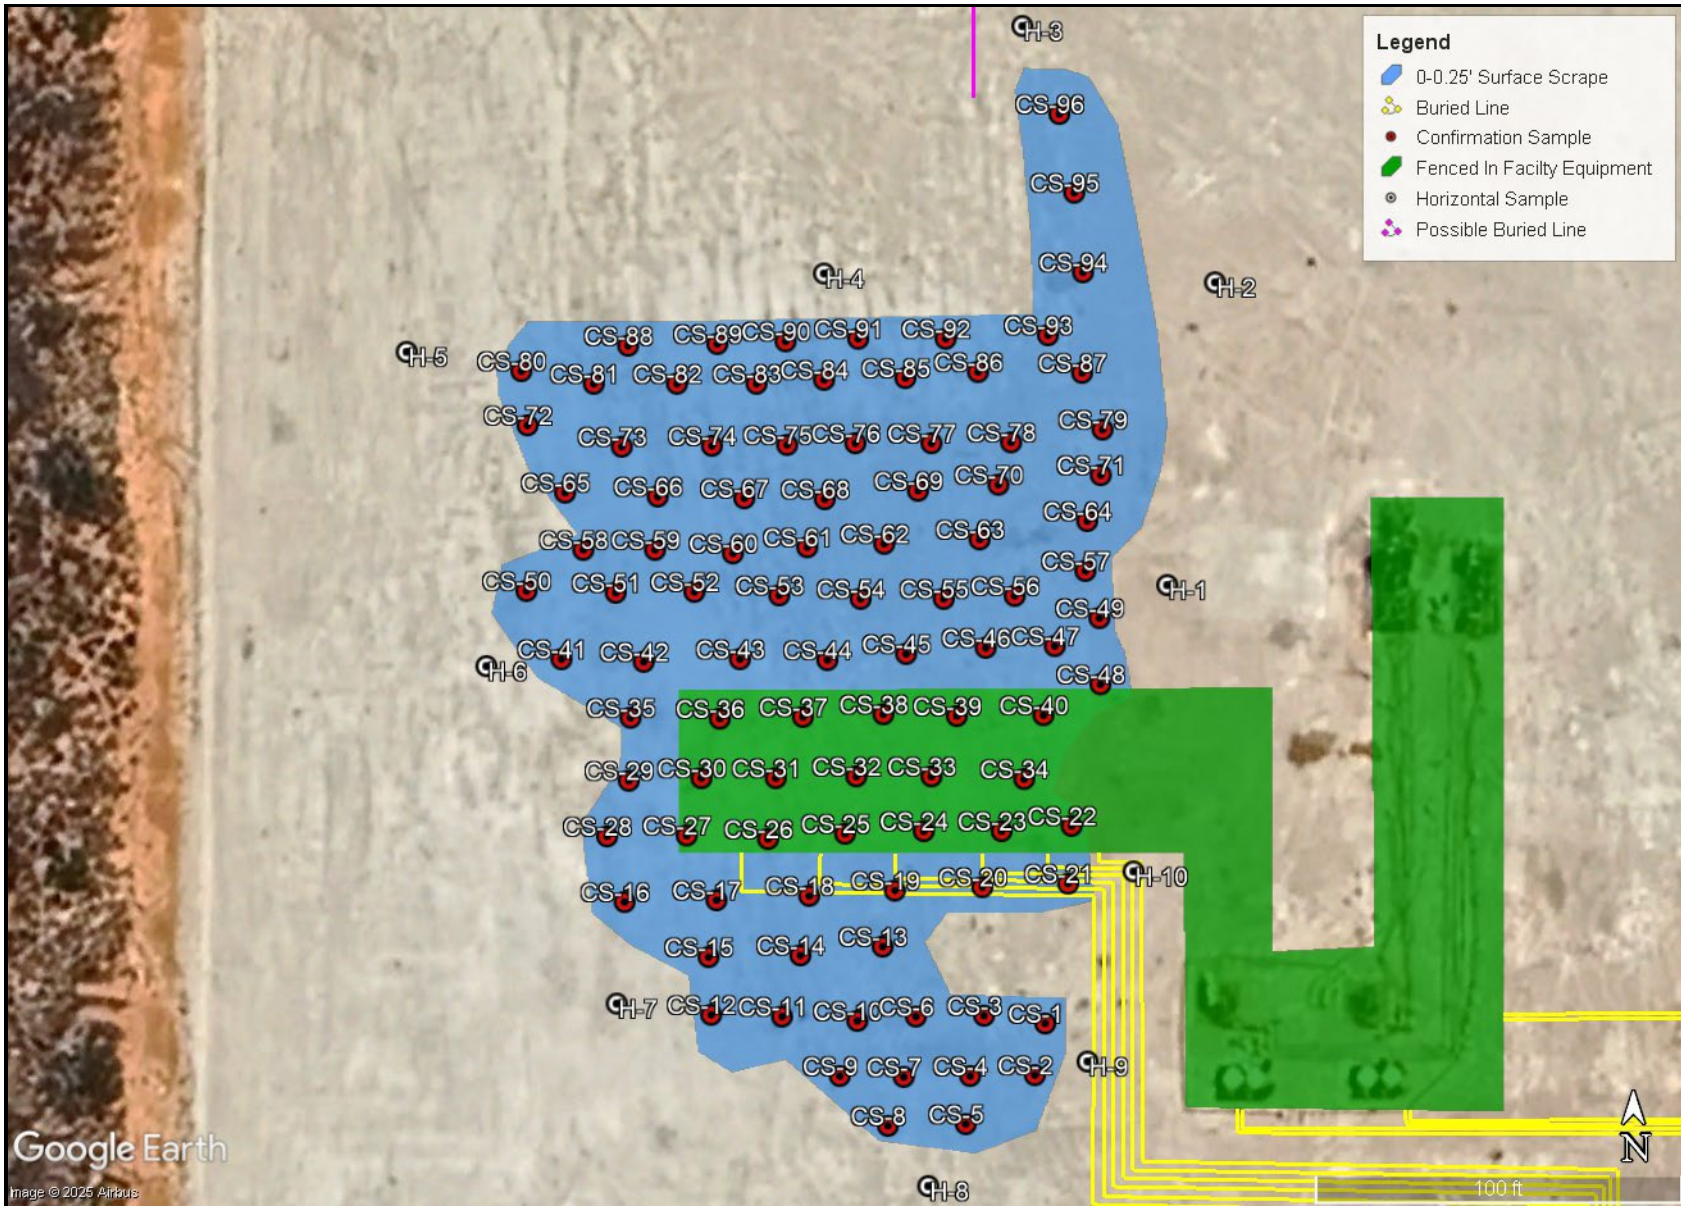 H-3
Legend
0-0.25' Surface Scrape
Buried Line
Confirmation Sample
Fenced In Facilty Equipment
Horizontal Sample
Possible Buried Line
CS-96
CS-95
CS-94
H-4
H-2
CS-88 CS-89 CS-90 CS-91 CS-92 CS-93
H-5
CS-80 CS-81 CS-82 CS-83 CS-84 CS-85 CS-86 CS-87
CS-72 CS-73 CS-74 CS-75 CS-76 CS-77 CS-78 CS-79
CS-71
CS-65 CS-66 CS-67 CS-68 CS-69 CS-70
CS-64
CS-58 CS-59 CS-60 CS-61 CS-62 CS-63
CS-57
CS-50 CS-51 CS-52 CS-53 CS-54 CS-55 CS-56
H-1
CS-49
CS-41 CS-42 CS-43 CS-44 CS-45 CS-46 CS-47
H-6
CS-48
CS-35 CS-36 CS-37 CS-38 CS-39 CS-40
CS-29 CS-30 CS-31 CS-32 CS-33 CS-34
CS-28 CS-27 CS-26 CS-25 CS-24 CS-23 CS-22
CS-16 CS-17 CS-18 CS-19 CS-20 CS-21
H-10
CS-15 CS-14 CS-13
H-7
CS-12 CS-11 CS-10 CS-6 CS-3 CS-1
CS-9 CS-7 CS-4 CS-2
H-9
CS-8 CS-5
H-8
Google Earth
Image © 2025 Airbus
N
100 ft